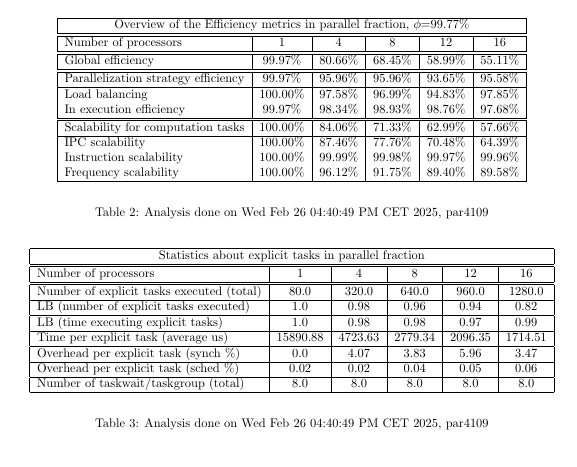 Overview of the Efficiency metrics in parallel fraction, ϕ=99.77%
Number of processors 1 4 8 12 16
Global efficiency 99.97% 80.66% 68.45% 58.99% 55.11%
Parallelization strategy efficiency 99.97% 95.96% 95.96% 93.65% 95.58%
Load balancing 100.00% 97.58% 96.99% 94.83% 97.85%
In execution efficiency 99.97% 98.34% 98.93% 98.76% 97.68%
Scalability for computation tasks 100.00% 84.06% 71.33% 62.99% 57.66%
IPC scalability 100.00% 87.46% 77.76% 70.48% 64.39%
Instruction scalability 100.00% 99.99% 99.98% 99.97% 99.96%
Frequency scalability 100.00% 96.12% 91.75% 89.40% 89.58%
Table 2: Analysis done on Wed Feb 26 04:40:49 PM CET 2025, par4109
Statistics about explicit tasks in parallel fraction
Number of processors 1 4 8 12 16
Number of explicit tasks executed (total) 80.0 320.0 640.0 960.0 1280.0
LB (number of explicit tasks executed) 1.0 0.98 0.96 0.94 0.82
LB (time executing explicit tasks) 1.0 0.98 0.98 0.97 0.99
Time per explicit task (average us) 15890.88 4723.63 2779.34 2096.35 1714.51
Overhead per explicit task (synch %) 0.0 4.07 3.83 5.96 3.47
Overhead per explicit task (sched %) 0.02 0.02 0.04 0.05 0.06
Number of taskwait/taskgroup (total) 8.0 8.0 8.0 8.0 8.0
Table 3: Analysis done on Wed Feb 26 04:40:49 PM CET 2025, par4109